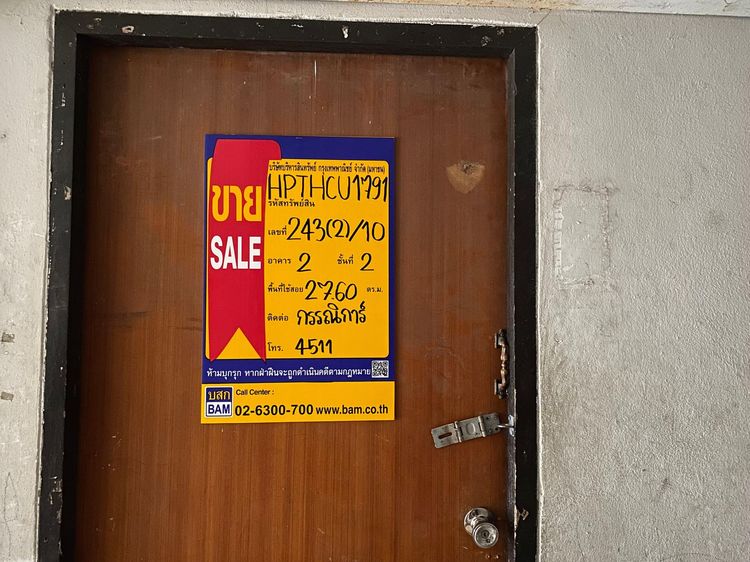 บริษัทบริหารสินทรัพย์ กรุงเทพพาณิชย์ จำกัด (มหาชน)
HPTHCU1791
รหัสทรัพย์สิน
ขาย
SALE
เลขที่ 243(2)/10
อาคาร 2 ชั้นที่ 2
พื้นที่ใช้สอย 27.60 ตร.ม.
ติดต่อ กรรณิการ์
โทร. 4511
ห้ามบุกรุก หากฝ่าฝืนจะถูกดำเนินคดีตามกฎหมาย
บสก
BAM
Call Center :
02-6300-700 www.bam.co.th